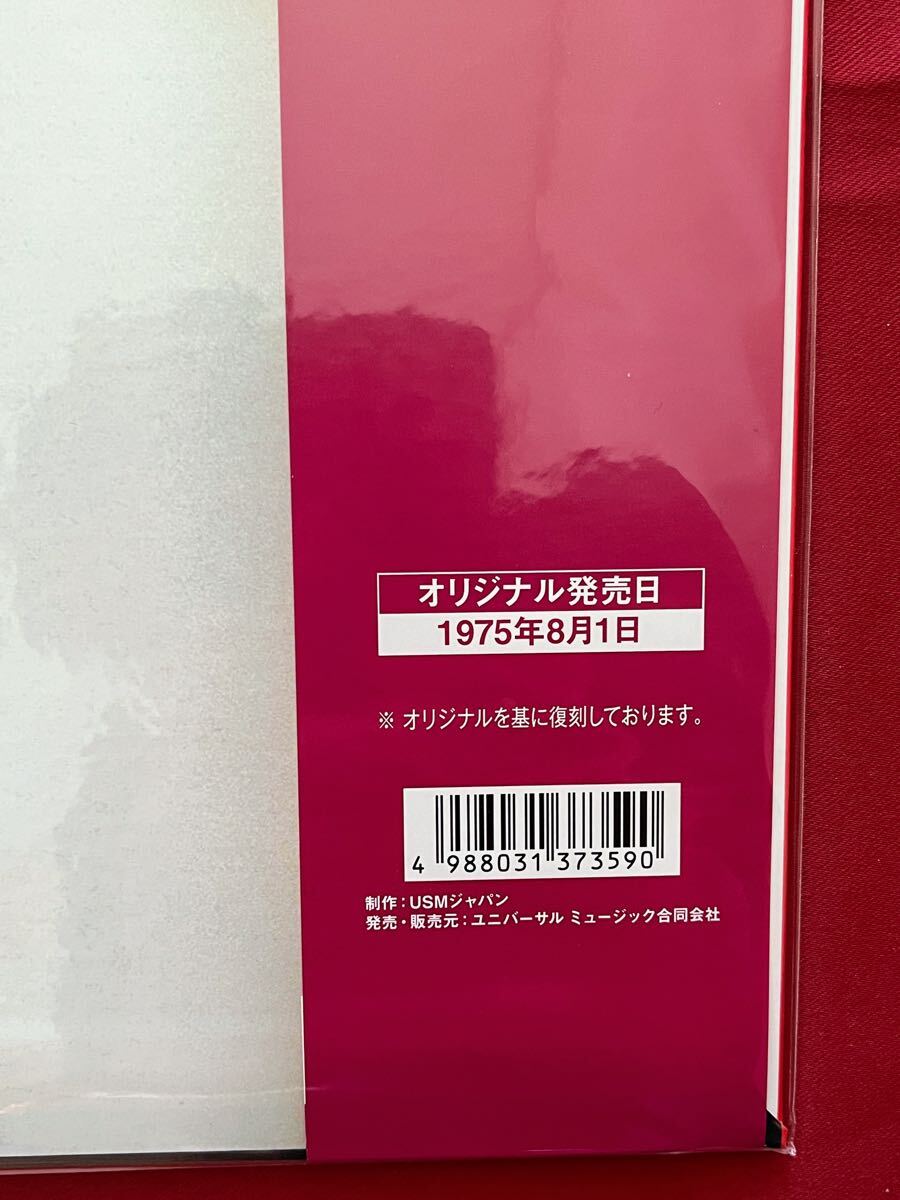 オリジナル発売日
1975年8月1日
※ オリジナルを基に復刻しております。
4 988031 373590
制作：USMジャパン
発売・販売元：ユニバーサル ミュージック合同会社